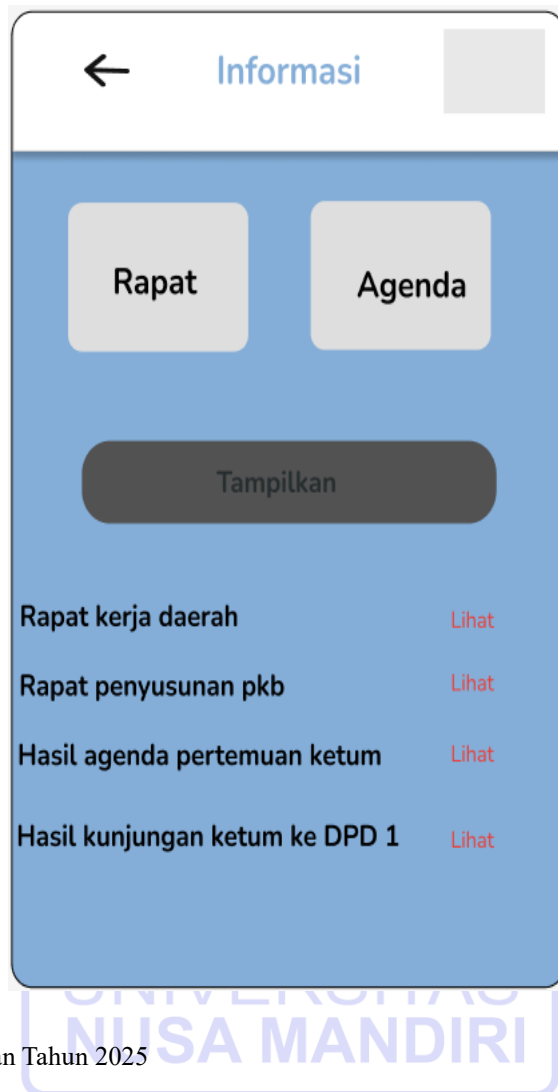 Informasi
Rapat
Agenda
Tampilkan
Rapat kerja daerah Lihat
Rapat penyusunan pkb Lihat
Hasil agenda pertemuan ketum Lihat
Hasil kunjungan ketum ke DPD 1 Lihat
UNIVERSITAS
NUSA MANDIRI
Tahun 2025